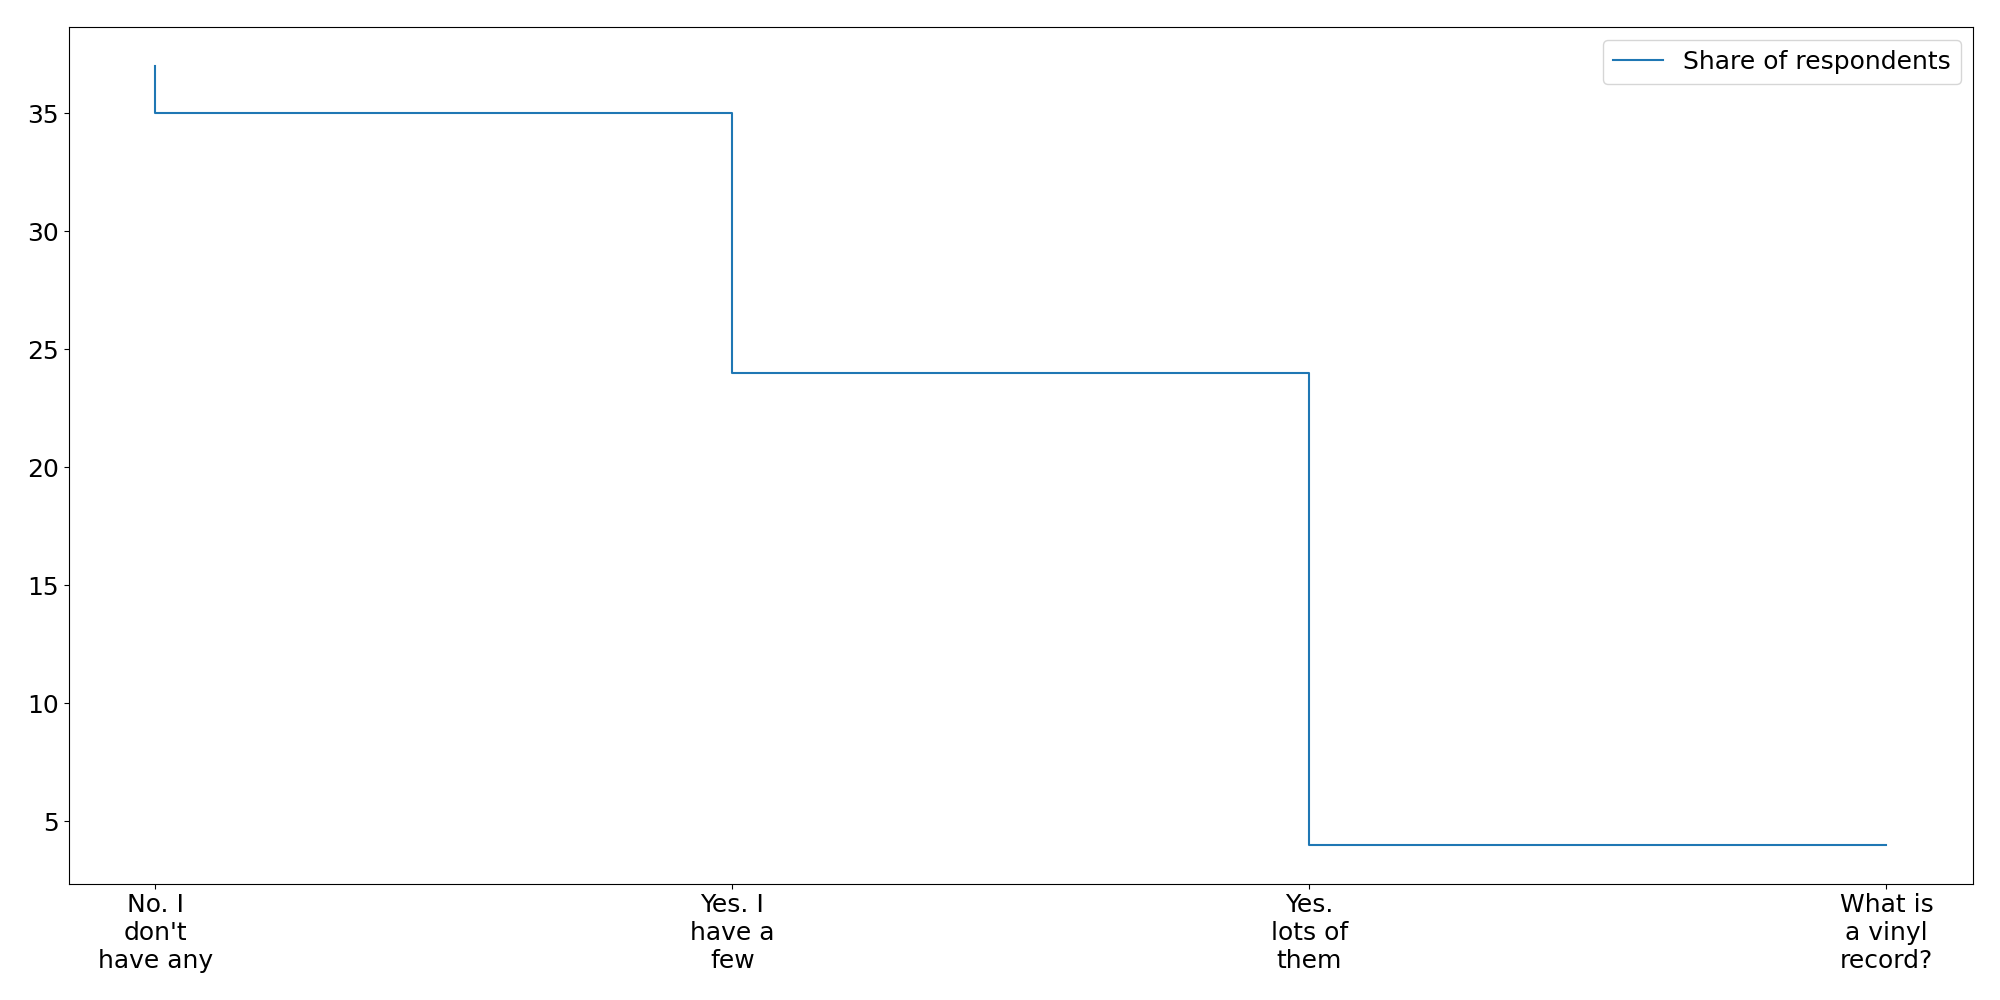 Share of respondents
35
30
25
20
15
10
5
No. I
don't
have any
Yes. I
have a
few
Yes.
lots of
them
What is
a vinyl
record?